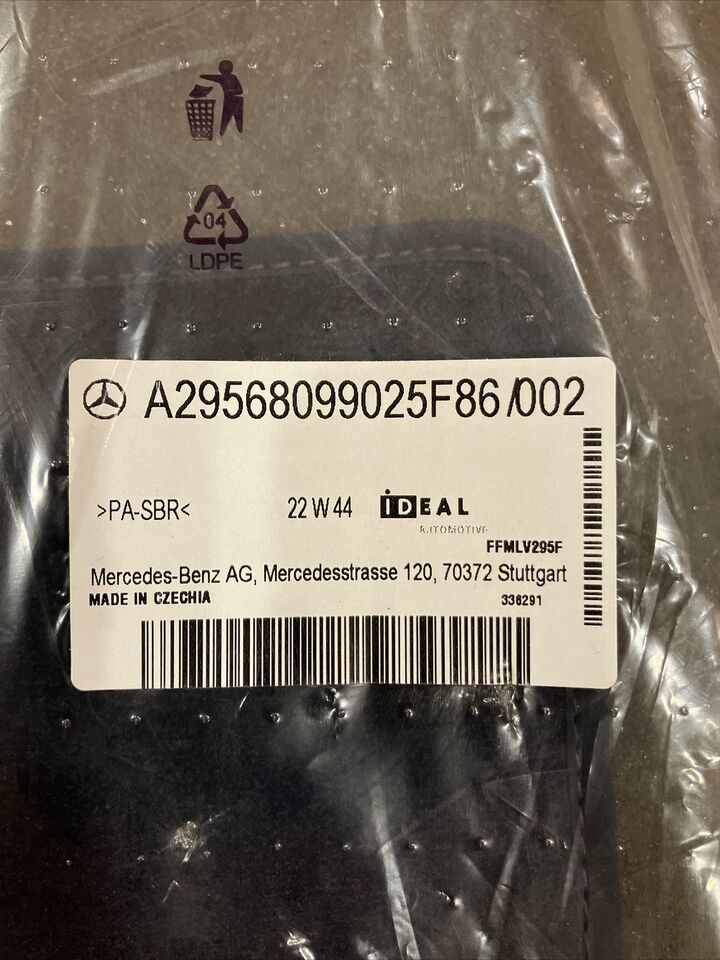 04
LDPE
A29568099025F86/002
>PA-SBR<
22 W 44
iDEAL
AUTOMOTIVE
FFMLV295F
Mercedes-Benz AG, Mercedesstrasse 120, 70372 Stuttgart
MADE IN CZECHIA
336291